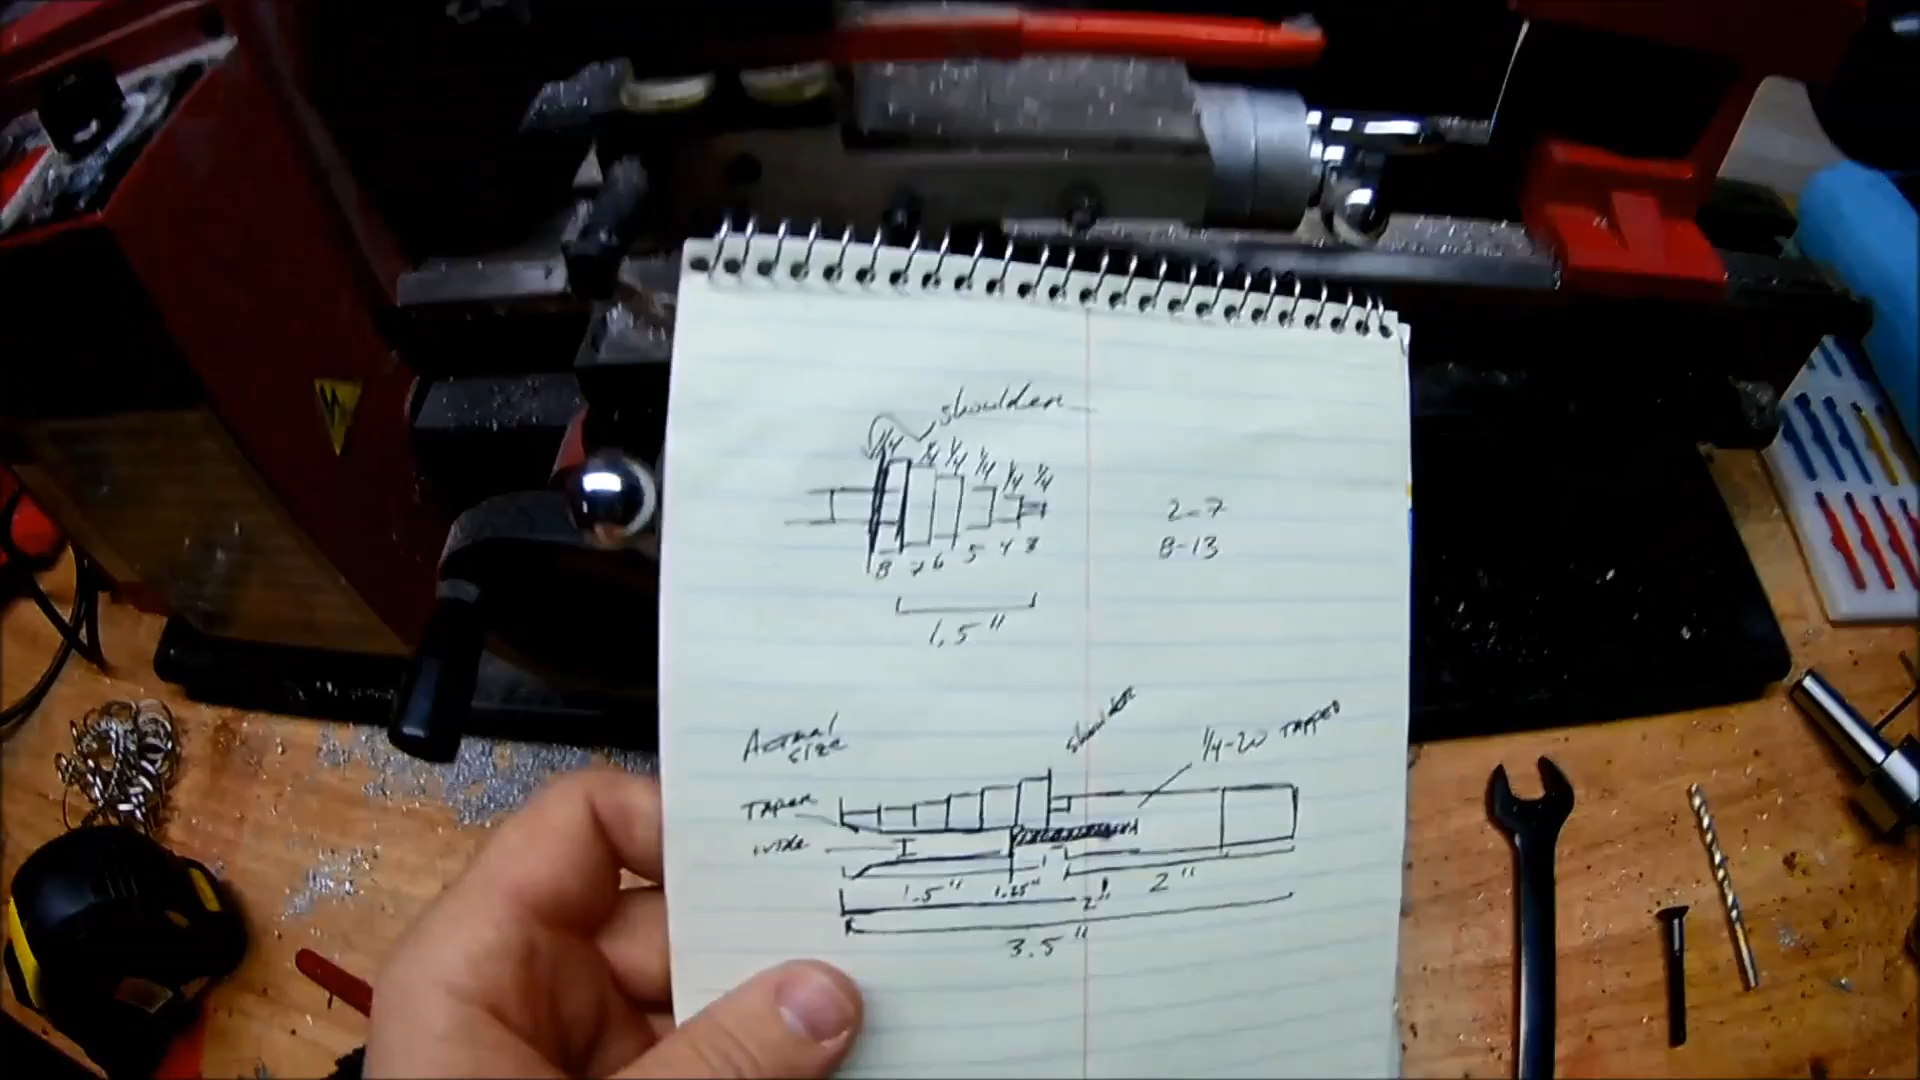 shoulder
1/4 1/4 1/4 1/4 1/4 1/4
8 7 6 5 4 3
2-7
8-13
1.5"
Actual
size
shoulder
1/4-20 TAPPED
TAPER
1.5" 1.25" 2"
2"
3.5"